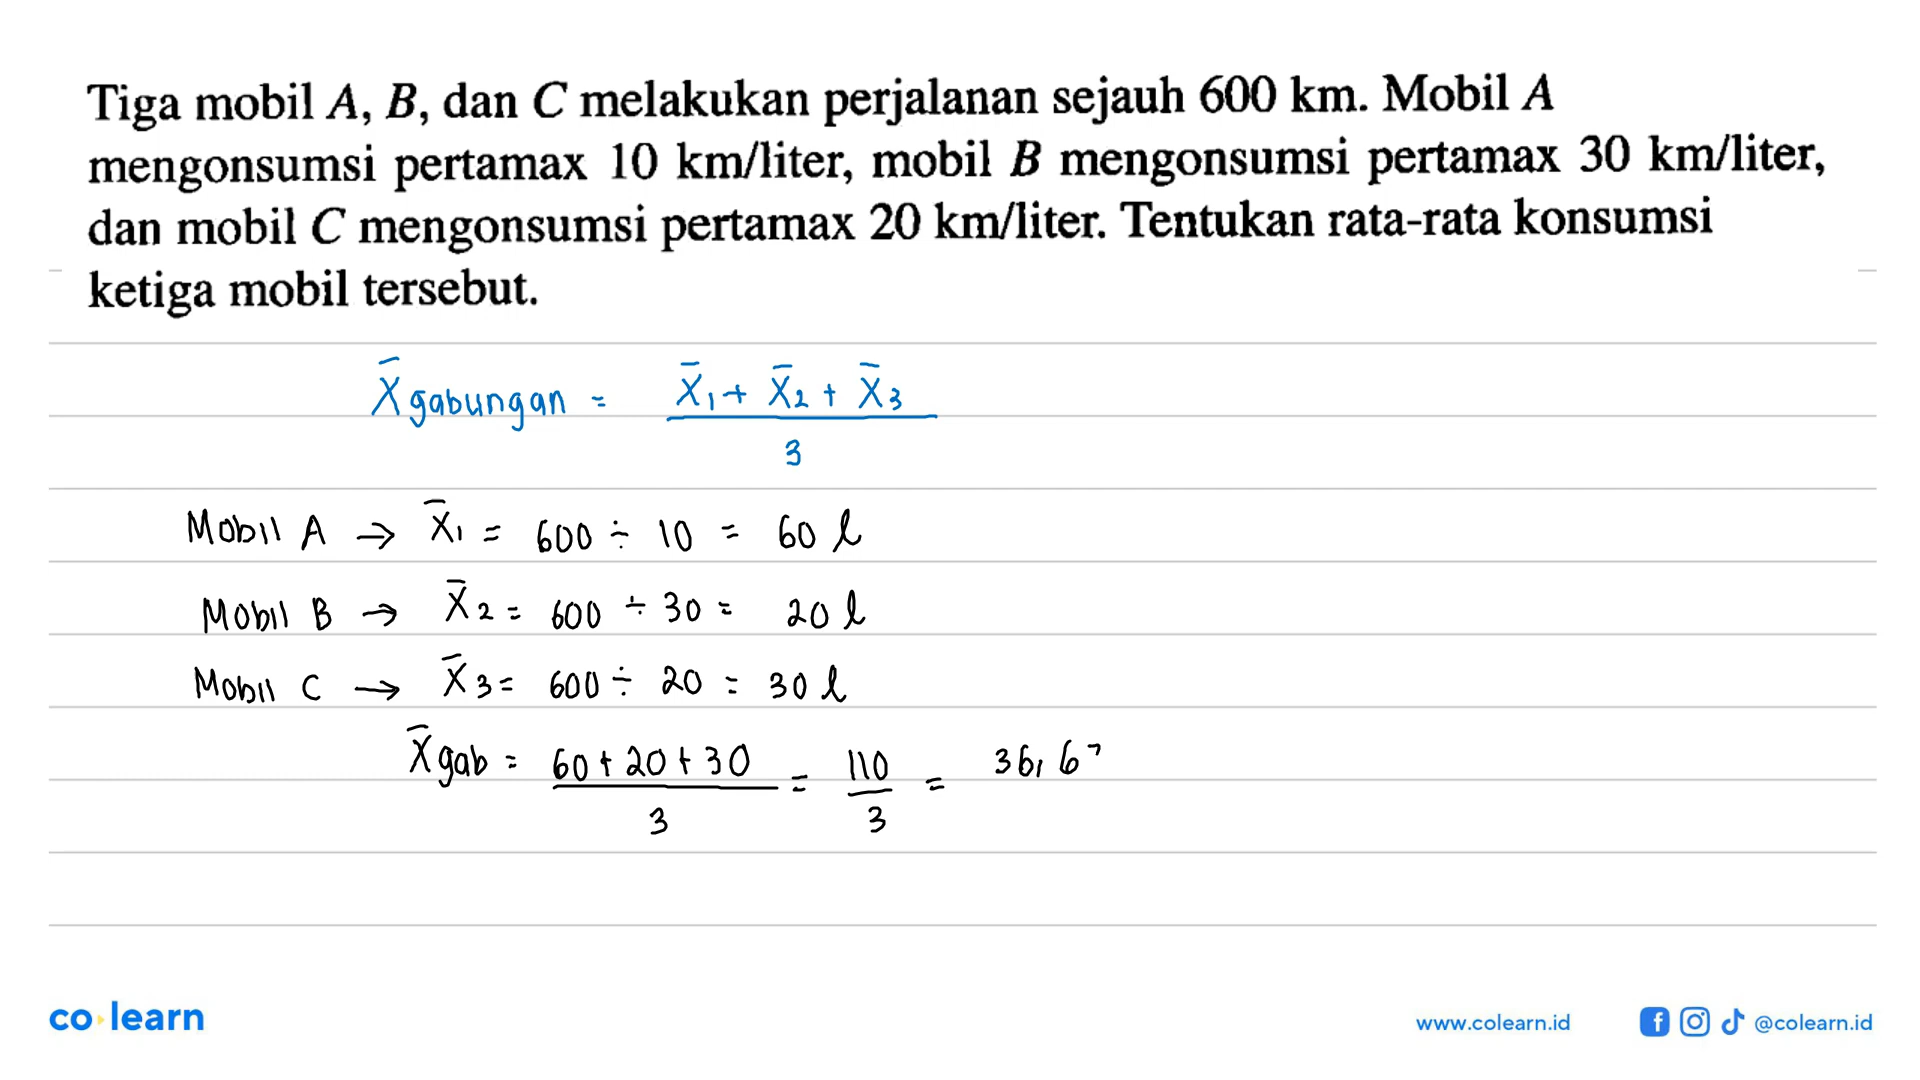 Tiga mobil A, B, dan C melakukan perjalanan sejauh 600 km. Mobil A
mengonsumsi pertamax 10 km/liter, mobil B mengonsumsi pertamax 30 km/liter,
dan mobil C mengonsumsi pertamax 20 km/liter. Tentukan rata-rata konsumsi
ketiga mobil tersebut.
X̄ gabungan = (X̄1 + X̄2 + X̄3) / 3
Mobil A → X̄1 = 600 ÷ 10 = 60 l
Mobil B → X̄2 = 600 ÷ 30 = 20 l
Mobil C → X̄3 = 600 ÷ 20 = 30 l
X̄gab = (60 + 20 + 30) / 3 = 110 / 3 = 36,67
co learn
www.colearn.id
@colearn.id